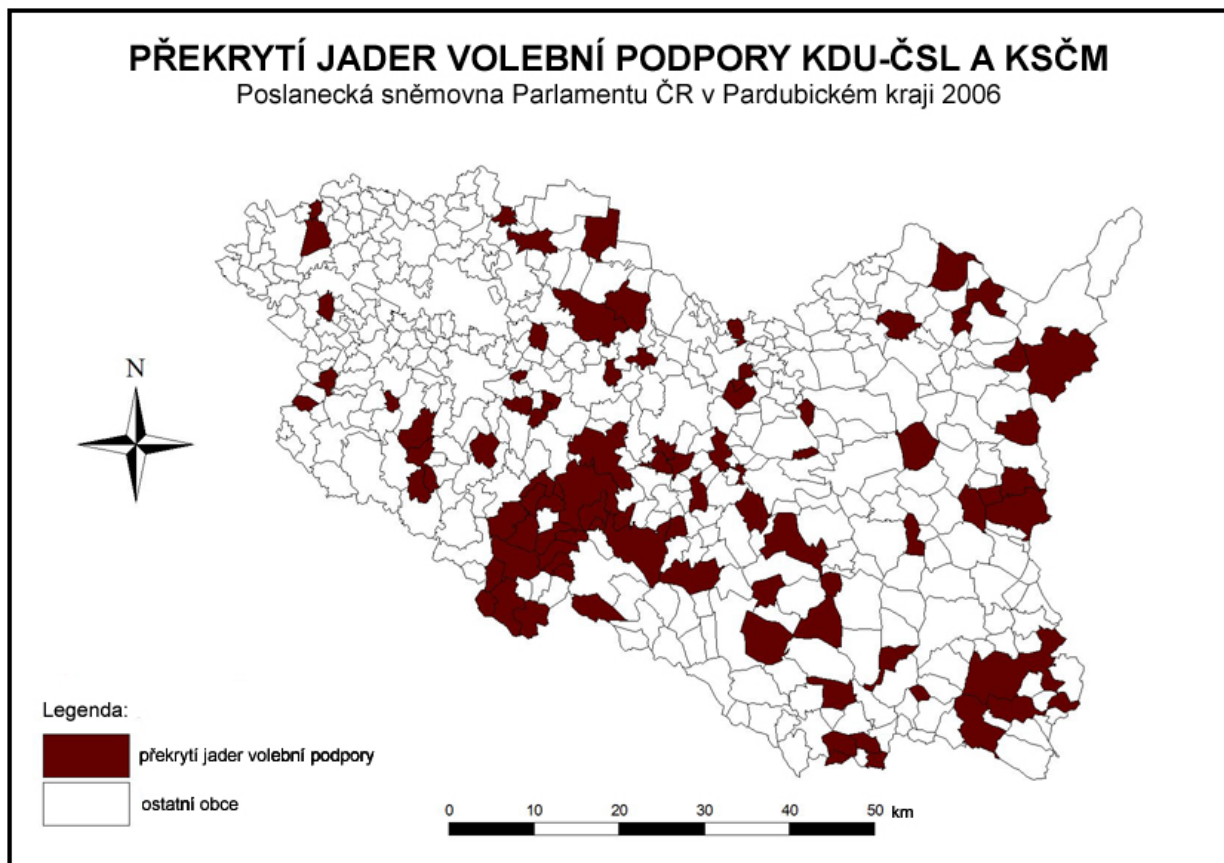 PŘEKRYTÍ JADER VOLEBNÍ PODPORY KDU-ČSL A KSČM
Poslanecká sněmovna Parlamentu ČR v Pardubickém kraji 2006
N
Legenda:
překrytí jader volební podpory
ostatní obce
0 10 20 30 40 50 km